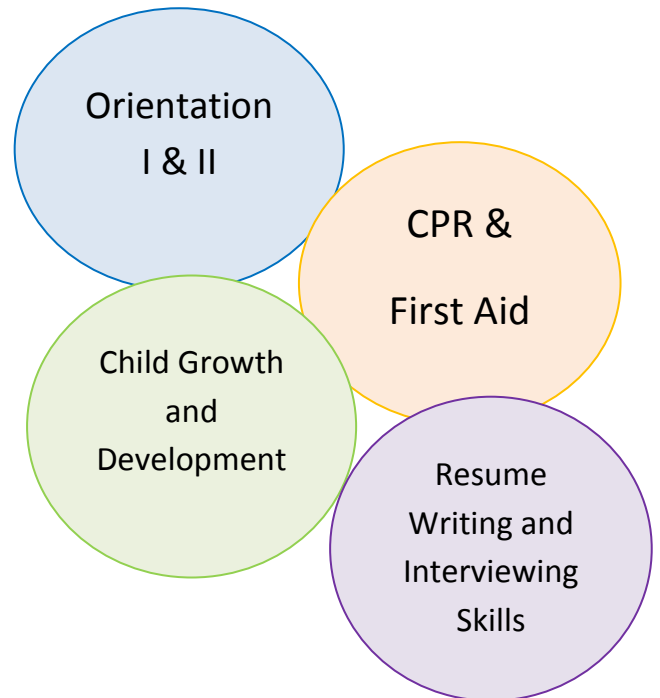 Orientation
I & II
CPR &
First Aid
Child Growth
and
Development
Resume
Writing and
Interviewing
Skills